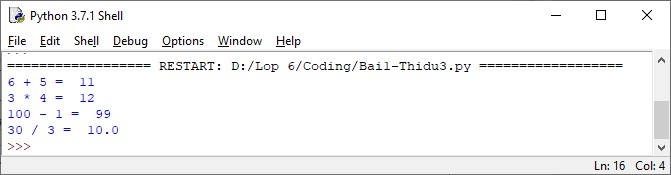 Python 3.7.1 Shell
File Edit Shell Debug Options Window Help
================== RESTART: D:/Lop 6/Coding/Bai1-Thidu3.py ==================
6 + 5 =  11
3 * 4 =  12
100 - 1 =  99
30 / 3 =  10.0
>>>
Ln: 16 Col: 4